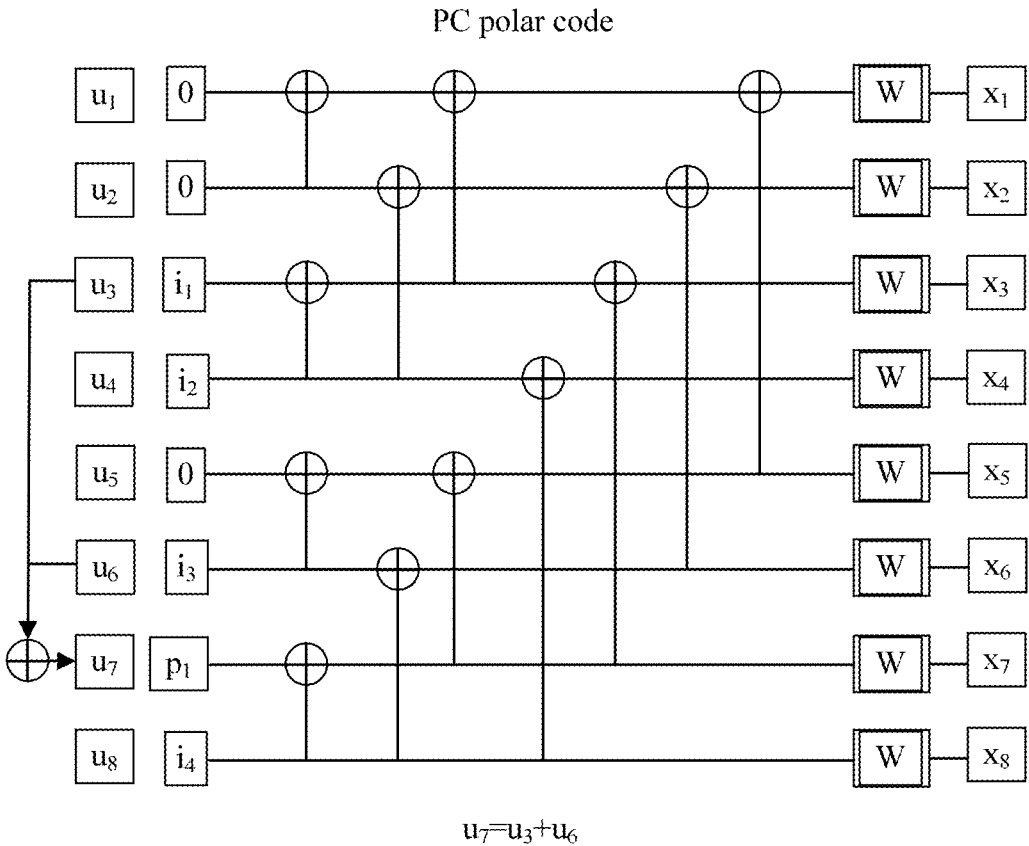 PC polar code
u₁ 0 W x₁
u₂ 0 W x₂
u₃ i₁ W x₃
u₄ i₂ W x₄
u₅ 0 W x₅
u₆ i₃ W x₆
u₇ p₁ W x₇
u₈ i₄ W x₈
u₇=u₃+u₆